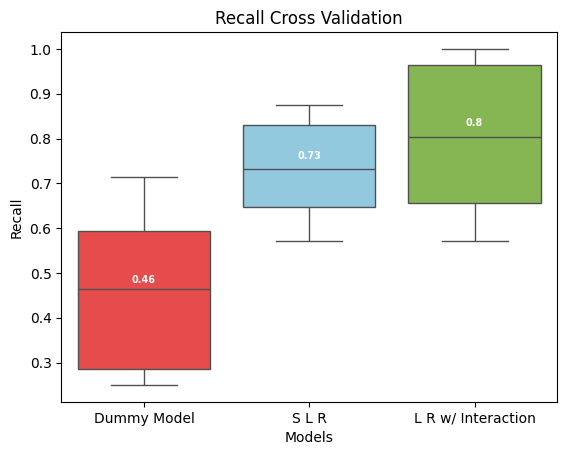 Recall Cross Validation
1.0
0.9
0.8
0.7
0.6
0.5
0.4
0.3
Recall
0.46
0.73
0.8
Dummy Model
S L R
L R w/ Interaction
Models